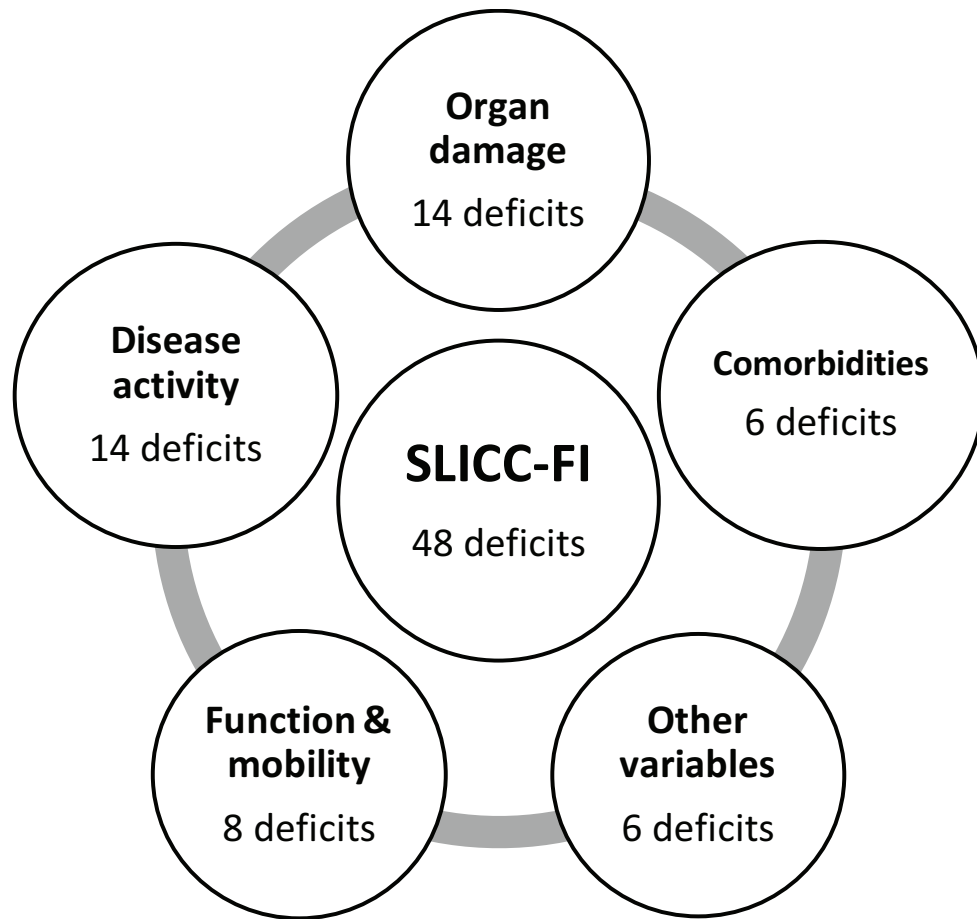 Organ
damage
14 deficits
Disease
activity
14 deficits
Comorbidities
6 deficits
SLICC-FI
48 deficits
Function &
mobility
8 deficits
Other
variables
6 deficits